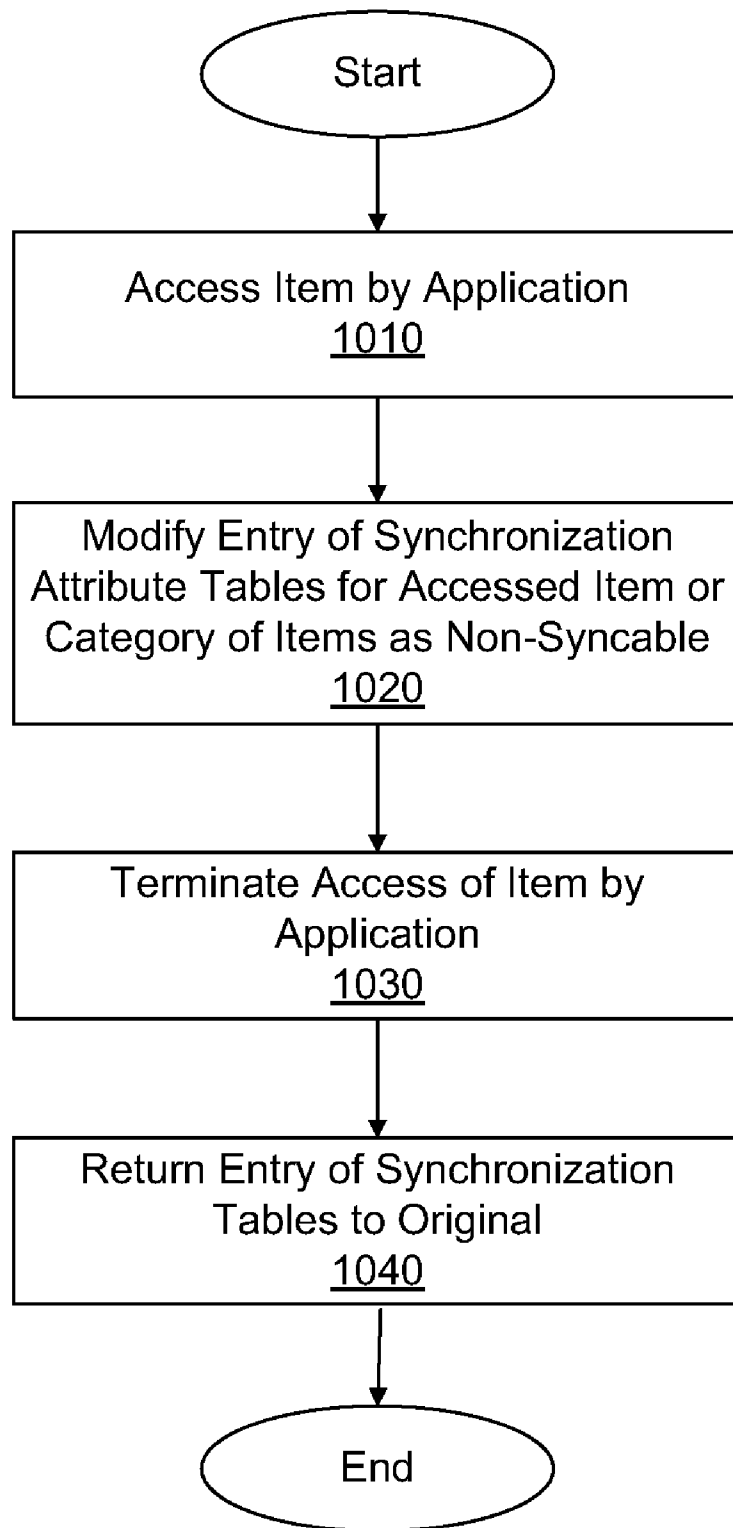 Start
Access Item by Application
1010
Modify Entry of Synchronization
Attribute Tables for Accessed Item or
Category of Items as Non-Syncable
1020
Terminate Access of Item by
Application
1030
Return Entry of Synchronization
Tables to Original
1040
End